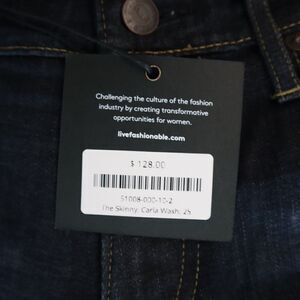 Challenging the culture of the fashion
industry by creating transformative
opportunities for women.
livefashionable.com
$ 128.00
51008-000-10-2
The Skinny: Carla Wash: 25